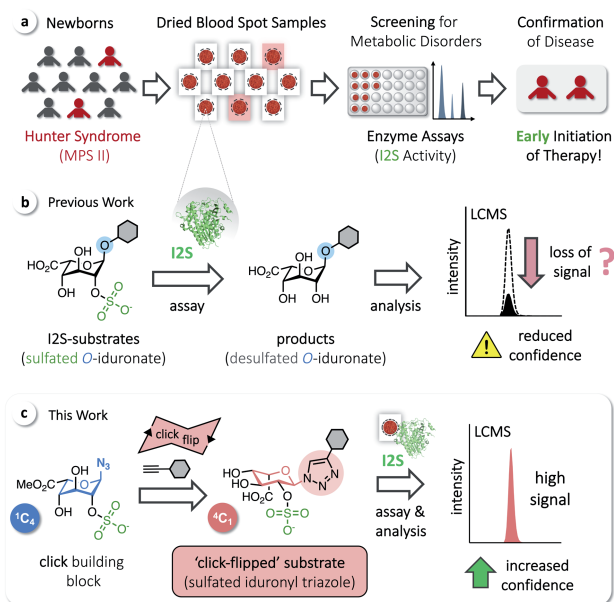 a
Newborns
Dried Blood Spot Samples
Screening for
Metabolic Disorders
Confirmation
of Disease
Hunter Syndrome
(MPS II)
Enzyme Assays
(I2S Activity)
Early Initiation
of Therapy!
b
Previous Work
I2S
OH
HO₂C
O
O
OH
O
O
S
O
O⁻
assay
OH
HO₂C
O
O
OH
OH
analysis
LCMS
intensity
loss of
signal
?
I2S-substrates
(sulfated O-iduronate)
products
(desulfated O-iduronate)
!
reduced
confidence
c
This Work
click
flip
OH
N₃
MeO₂C
O
OH
O
O
S
O
O⁻
¹C₄
HO
HO
O
HO₂C
O
N
N
N
O
S
O
O⁻
⁴C₁
I2S
assay &
analysis
LCMS
intensity
high
signal
click building
block
'click-flipped' substrate
(sulfated iduronyl triazole)
increased
confidence